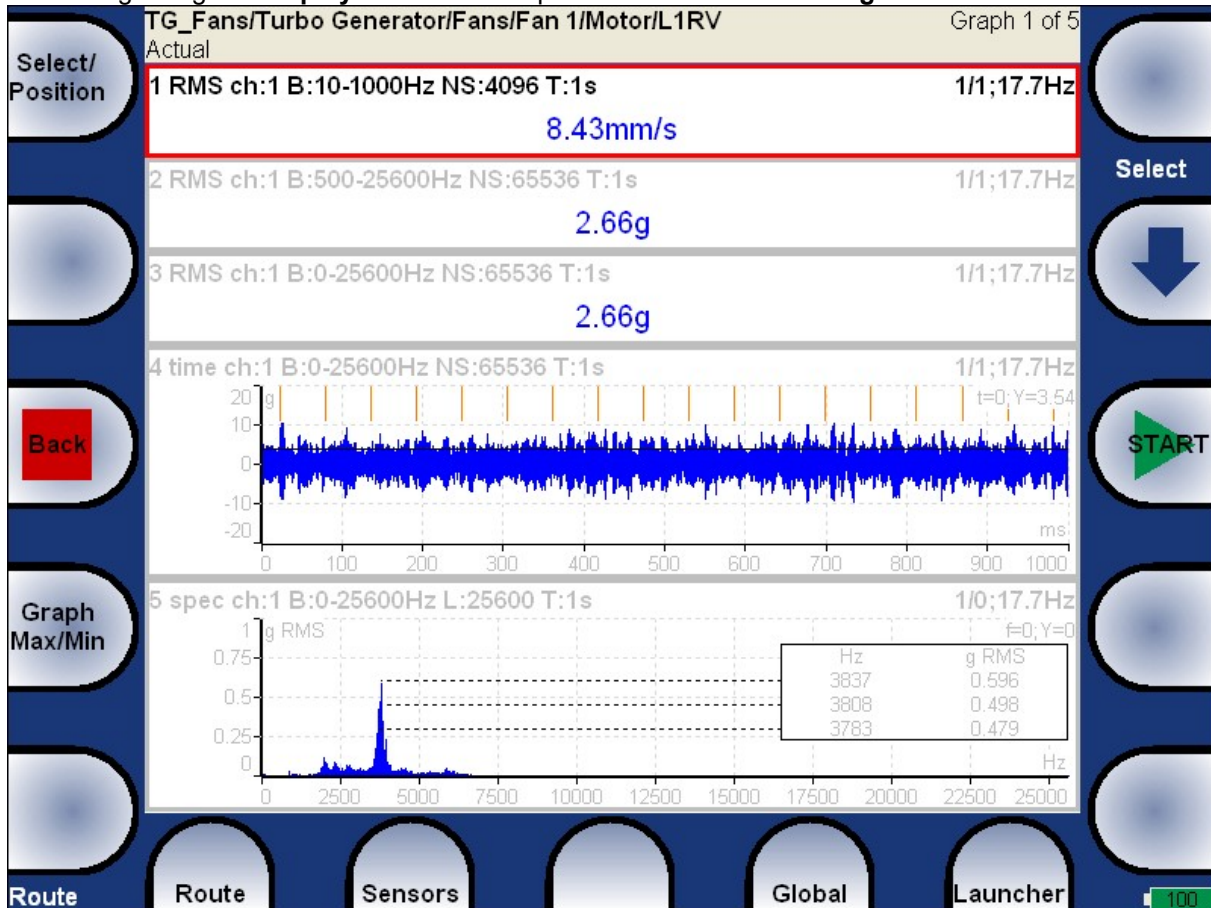 TG_Fans/Turbo Generator/Fans/Fan 1/Motor/L1RV Graph 1 of 5
Actual
Select/
Position
1 RMS ch:1 B:10-1000Hz NS:4096 T:1s 1/1;17.7Hz
8.43mm/s
Select
2 RMS ch:1 B:500-25600Hz NS:65536 T:1s 1/1;17.7Hz
2.66g
3 RMS ch:1 B:0-25600Hz NS:65536 T:1s 1/1;17.7Hz
2.66g
4 time ch:1 B:0-25600Hz NS:65536 T:1s 1/1;17.7Hz
20 g t=0;Y=3.54
10
0
-10
-20 ms
0 100 200 300 400 500 600 700 800 900 1000
Back
START
5 spec ch:1 B:0-25600Hz L:25600 T:1s 1/0;17.7Hz
1 g RMS f=0;Y=0
Hz g RMS
0.75
3837 0.596
0.5
3808 0.498
0.25
3783 0.479
0 Hz
0 2500 5000 7500 10000 12500 15000 17500 20000 22500 25000
Graph
Max/Min
Route
Route Sensors Global Launcher
100